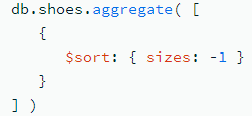 db.shoes.aggregate( [
{
$sort: { sizes: -1 }
}
] )